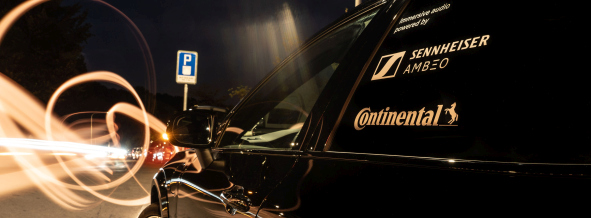 P
immersive audio
powered by
SENNHEISER
AMBEO
Continental